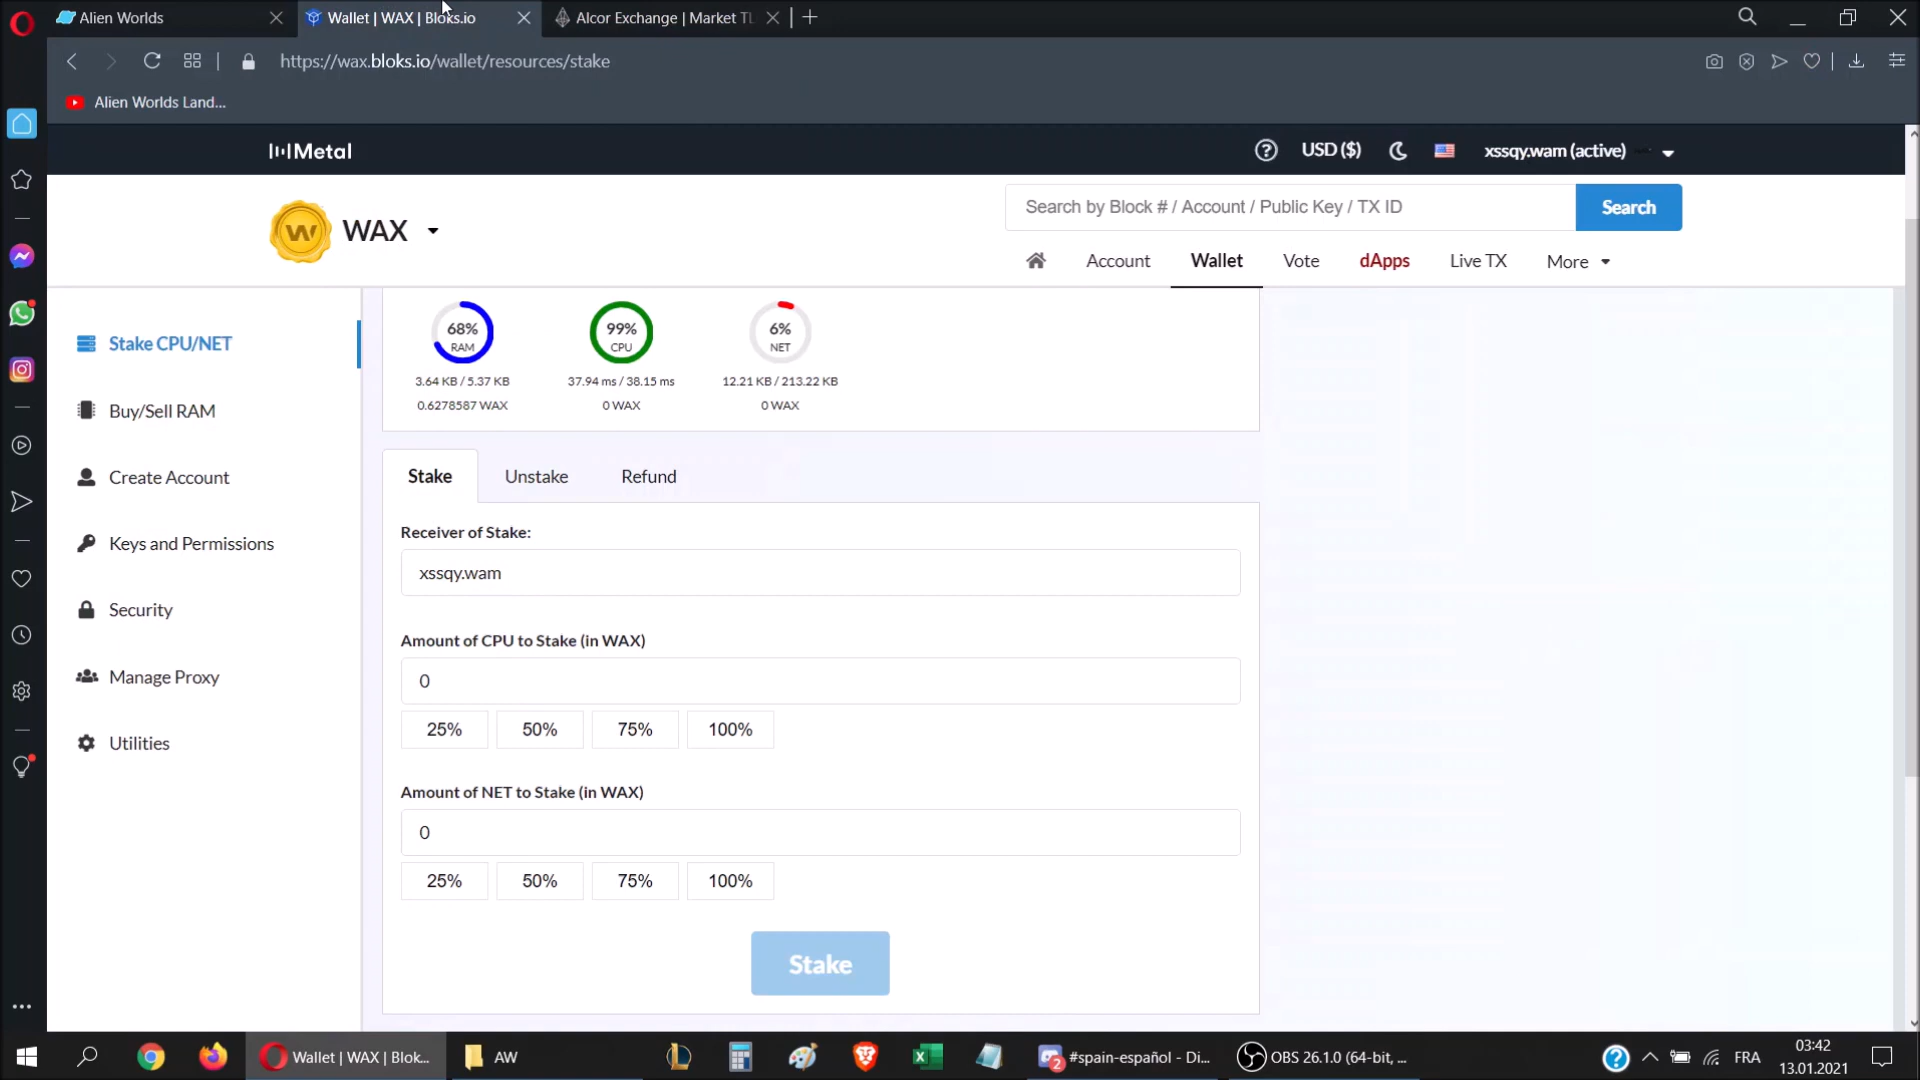 Alien Worlds
Wallet | WAX | Bloks.io
Alcor Exchange | Market TL
https://wax.bloks.io/wallet/resources/stake
Alien Worlds Land...
Metal
USD ($)
xssqy.wam (active)
WAX
Search by Block # / Account / Public Key / TX ID
Search
Account
Wallet
Vote
dApps
Live TX
More
Stake CPU/NET
Buy/Sell RAM
Create Account
Keys and Permissions
Security
Manage Proxy
Utilities
68%
RAM
3.64 KB / 5.37 KB
0.6278587 WAX
99%
CPU
37.94 ms / 38.15 ms
0 WAX
6%
NET
12.21 KB / 213.22 KB
0 WAX
Stake
Unstake
Refund
Receiver of Stake:
xssqy.wam
Amount of CPU to Stake (in WAX)
0
25%
50%
75%
100%
Amount of NET to Stake (in WAX)
0
25%
50%
75%
100%
Stake
Wallet | WAX | Blok...
AW
2
#spain-español - Di...
OBS 26.1.0 (64-bit, ...
FRA
03:42
13.01.2021